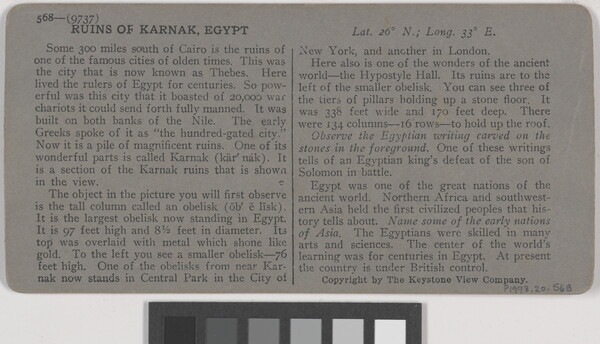 568—(9737)
RUINS OF KARNAK, EGYPT
Some 300 miles south of Cairo is the ruins of
one of the famous cities of olden times. This was
the city that is now known as Thebes. Here
lived the rulers of Egypt for centuries. So pow-
erful was this city that it boasted of 20,000 war
chariots it could send forth fully manned. It was
built on both banks of the Nile. The early
Greeks spoke of it as "the hundred-gated city."
Now it is a pile of magnificent ruins. One of its
wonderful parts is called Karnak (kär′nak). It
is a section of the Karnak ruins that is shown
in the view.
The object in the picture you will first observe
is the tall column called an obelisk (ŏb′ ĕ lĭsk).
It is the largest obelisk now standing in Egypt.
It is 97 feet high and 8½ feet in diameter. Its
top was overlaid with metal which shone like
gold. To the left you see a smaller obelisk—76
feet high. One of the obelisks from near Kar-
nak now stands in Central Park in the City of
Lat. 26° N.; Long. 33° E.
New York, and another in London.
Here also is one of the wonders of the ancient
world—the Hypostyle Hall. Its ruins are to the
left of the smaller obelisk. You can see three of
the tiers of pillars holding up a stone floor. It
was 338 feet wide and 170 feet deep. There
were 134 columns—16 rows—to hold up the roof.
Observe the Egyptian writing carved on the
stones in the foreground. One of these writings
tells of an Egyptian king's defeat of the son of
Solomon in battle.
Egypt was one of the great nations of the
ancient world. Northern Africa and southwest-
ern Asia held the first civilized peoples that his-
tory tells about. Name some of the early nations
of Asia. The Egyptians were skilled in many
arts and sciences. The center of the world's
learning was for centuries in Egypt. At present
the country is under British control.
Copyright by The Keystone View Company.
P1998.20.568